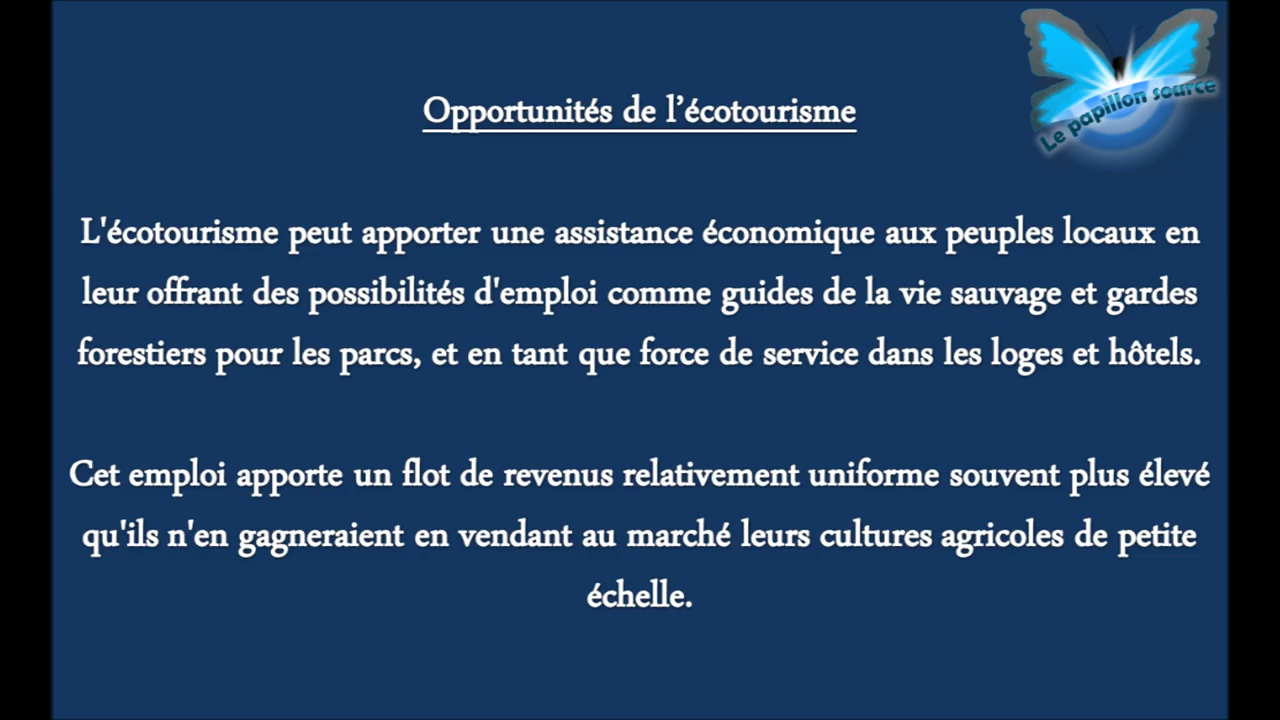 Le papillon source
Opportunités de l’écotourisme
L'écotourisme peut apporter une assistance économique aux peuples locaux en
leur offrant des possibilités d'emploi comme guides de la vie sauvage et gardes
forestiers pour les parcs, et en tant que force de service dans les loges et hôtels.
Cet emploi apporte un flot de revenus relativement uniforme souvent plus élevé
qu'ils n'en gagneraient en vendant au marché leurs cultures agricoles de petite
échelle.